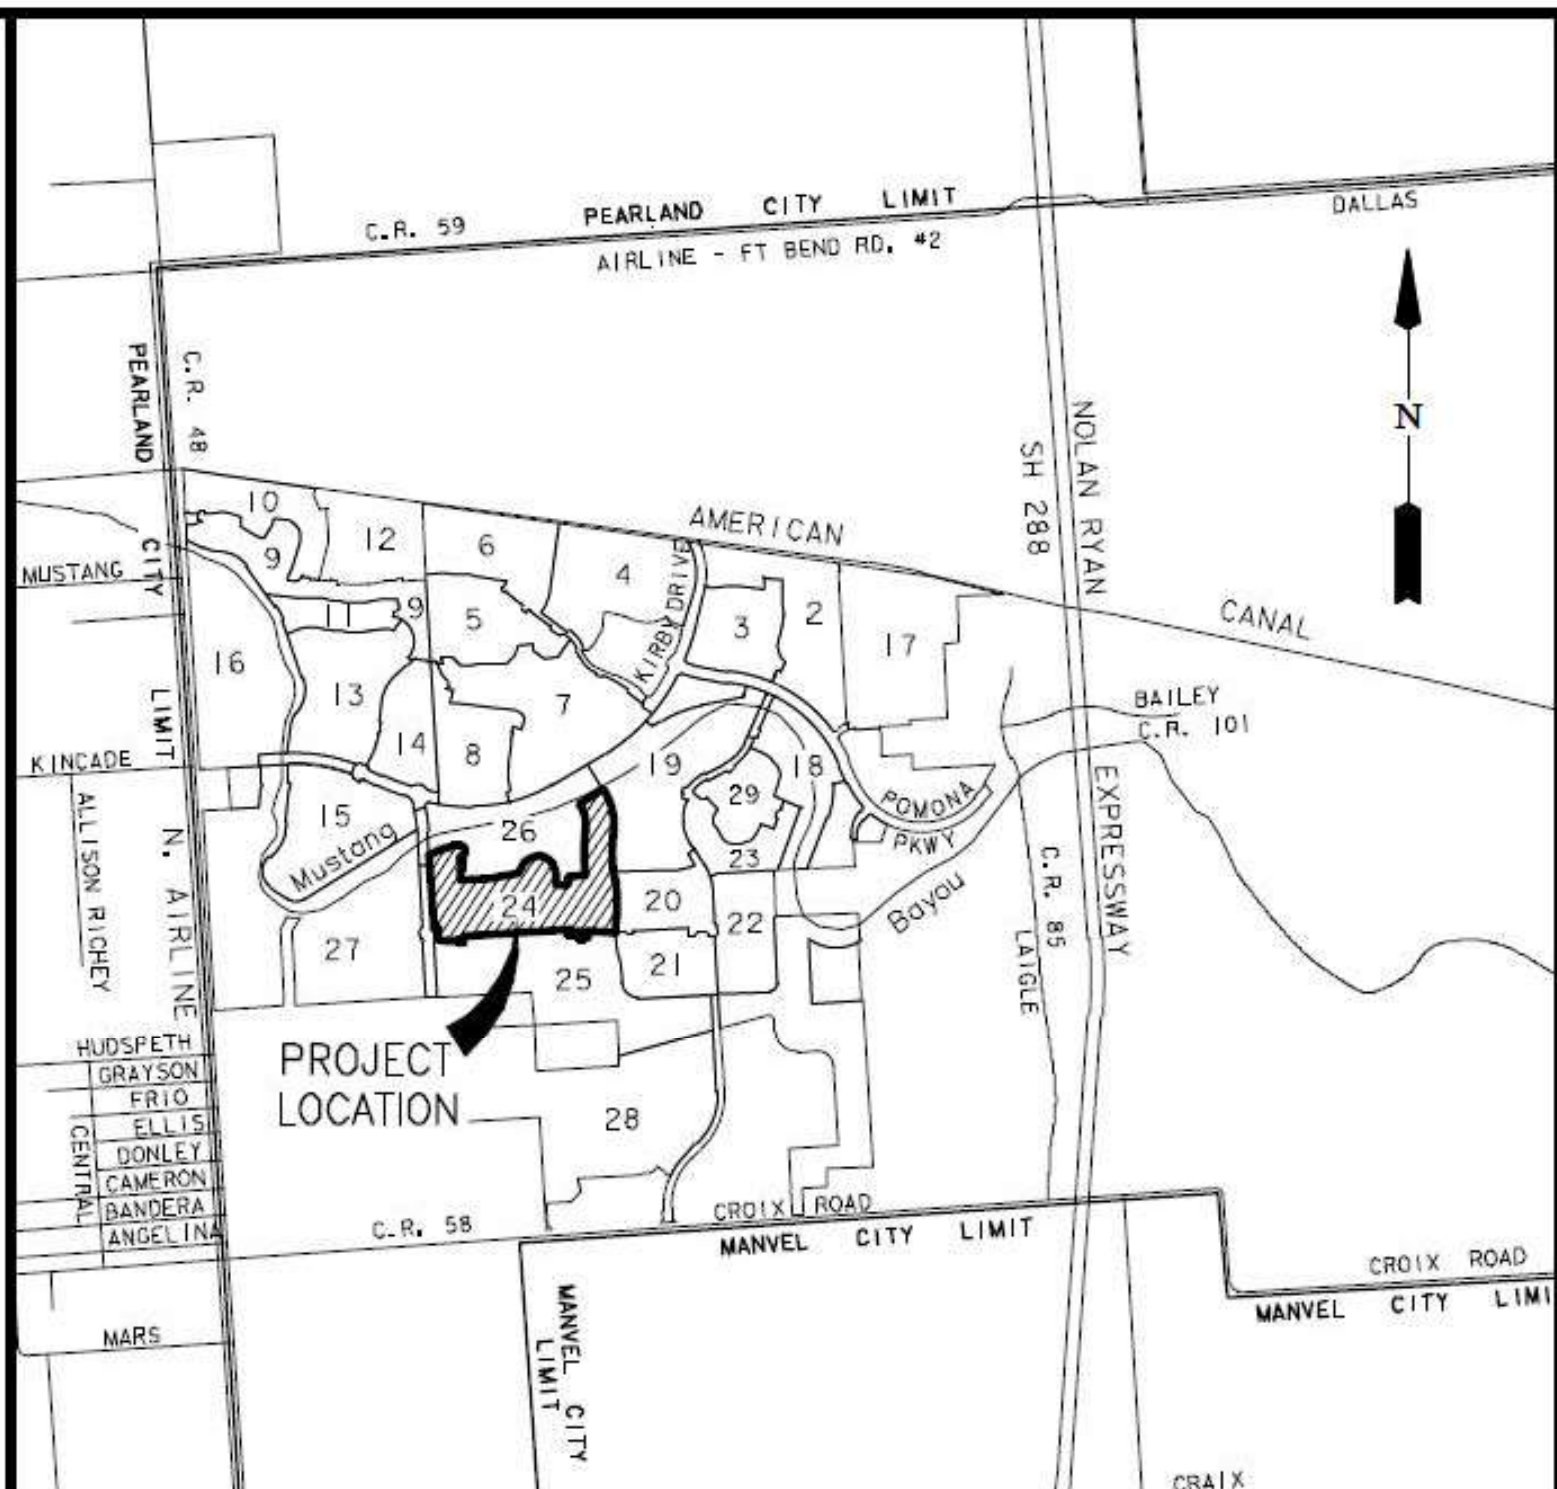 C.R. 59
PEARLAND CITY LIMIT
DALLAS
AIRLINE - FT BEND RD. #2
N
PEARLAND CITY LIMIT
C.R. 48
NOLAN RYAN EXPRESSWAY
SH 288
AMERICAN CANAL
10
12
6
4
KIRBY DRIVE
9
MUSTANG
11
9
5
3
2
17
16
13
7
BAILEY
C.R. 101
14
8
19
18
KINCADE
29
POMONA PKWY
15
26
Mustang
Bayou
23
ALLISON RICHEY
N. AIRLINE
C.R. 85
LAIGLE
24
20
22
27
25
21
HUDSPETH
GRAYSON
FRIO
ELLIS
DONLEY
CAMERON
BANDERA
ANGELINA
CENTRAL
PROJECT
LOCATION
28
C.R. 58
CROIX ROAD
MANVEL CITY LIMIT
CROIX ROAD
MANVEL CITY LIMI
MARS
MANVEL CITY
LIMIT
CRAIX